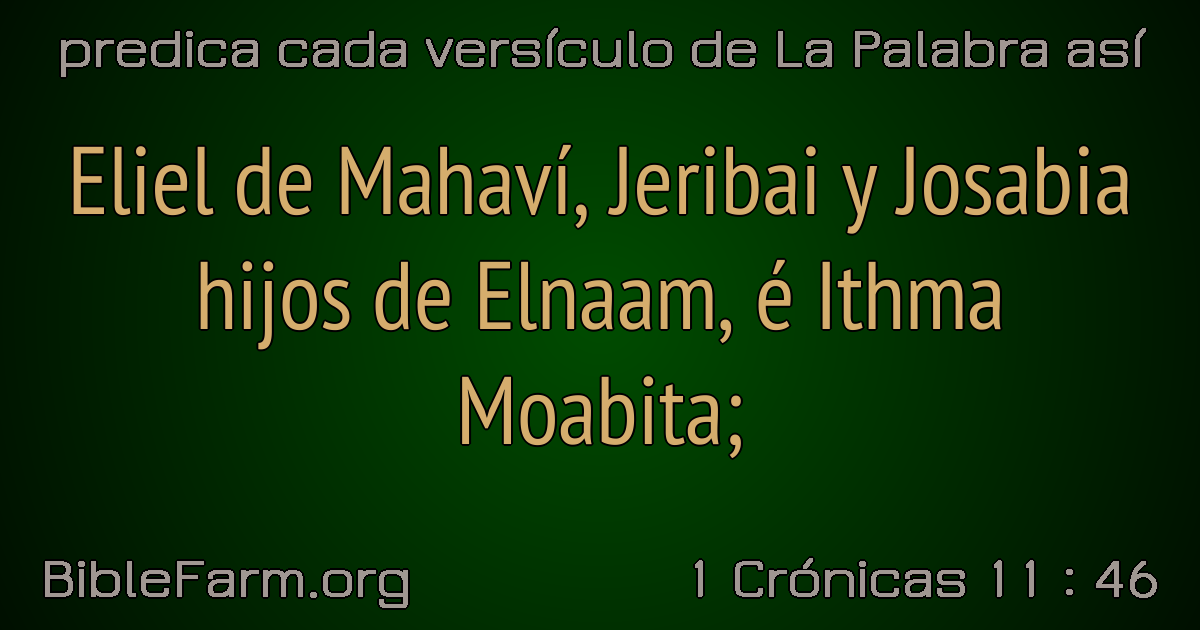 predica cada versículo de La Palabra así
Eliel de Mahaví, Jeribai y Josabia
hijos de Elnaam, é Ithma
Moabita;
BibleFarm.org
1 Crónicas 11 : 46